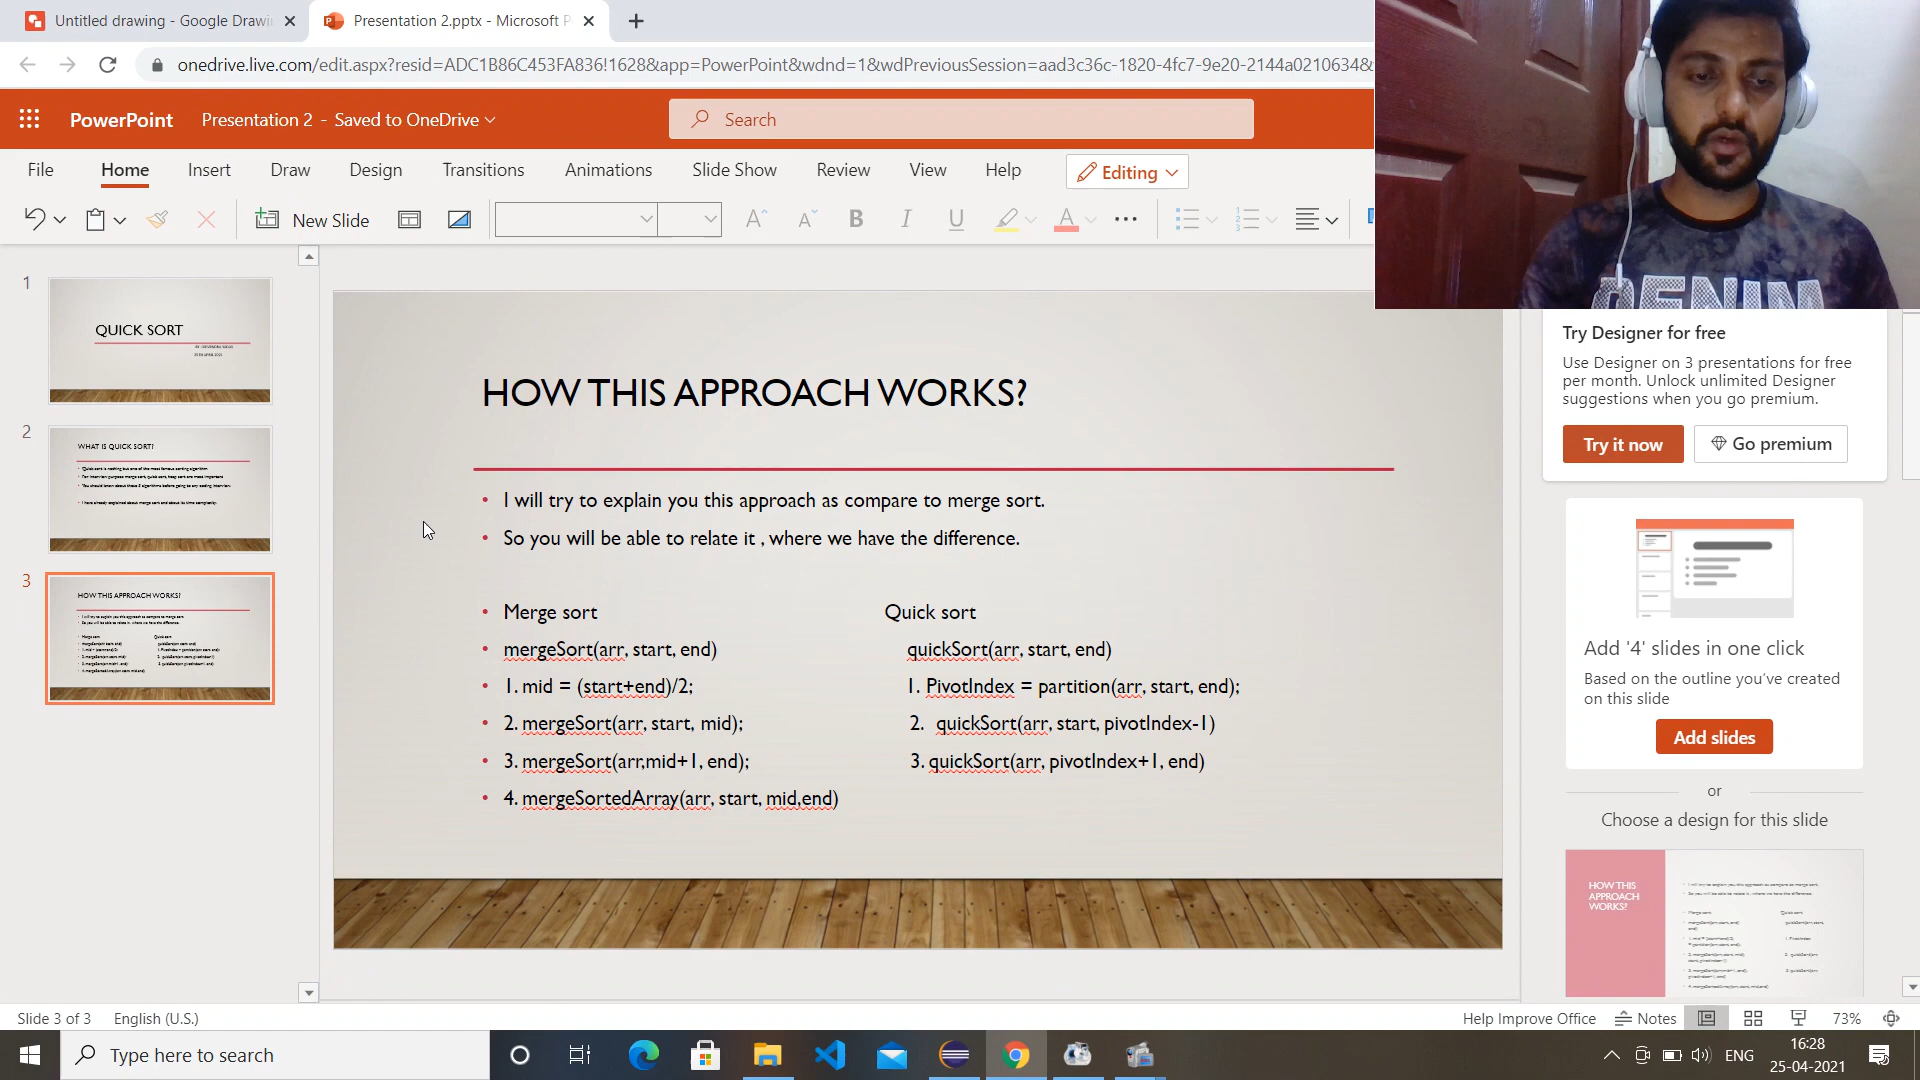 Untitled drawing - Google Drawi
Presentation 2.pptx - Microsoft P
onedrive.live.com/edit.aspx?resid=ADC1B86C453FA836!1628&app=PowerPoint&wdnd=1&wdPreviousSession=aad3c36c-1820-4fc7-9e20-2144a0210634&
PowerPoint
Presentation 2 - Saved to OneDrive
Search
File Home Insert Draw Design Transitions Animations Slide Show Review View Help Editing
New Slide
1
QUICK SORT
2
WHAT IS QUICK SORT?
3
HOW THIS APPROACH WORKS?
HOW THIS APPROACH WORKS?
• I will try to explain you this approach as compare to merge sort.
• So you will be able to relate it , where we have the difference.
• Merge sort Quick sort
• mergeSort(arr, start, end) quickSort(arr, start, end)
• 1. mid = (start+end)/2; 1. PivotIndex = partition(arr, start, end);
• 2. mergeSort(arr, start, mid); 2. quickSort(arr, start, pivotIndex-1)
• 3. mergeSort(arr,mid+1, end); 3. quickSort(arr, pivotIndex+1, end)
• 4. mergeSortedArray(arr, start, mid,end)
DENIM
Try Designer for free
Use Designer on 3 presentations for free
per month. Unlock unlimited Designer
suggestions when you go premium.
Try it now
Go premium
Add '4' slides in one click
Based on the outline you've created
on this slide
Add slides
or
Choose a design for this slide
HOW THIS
APPROACH
WORKS?
Slide 3 of 3
English (U.S.)
Help Improve Office
Notes
73%
Type here to search
ENG
16:28
25-04-2021